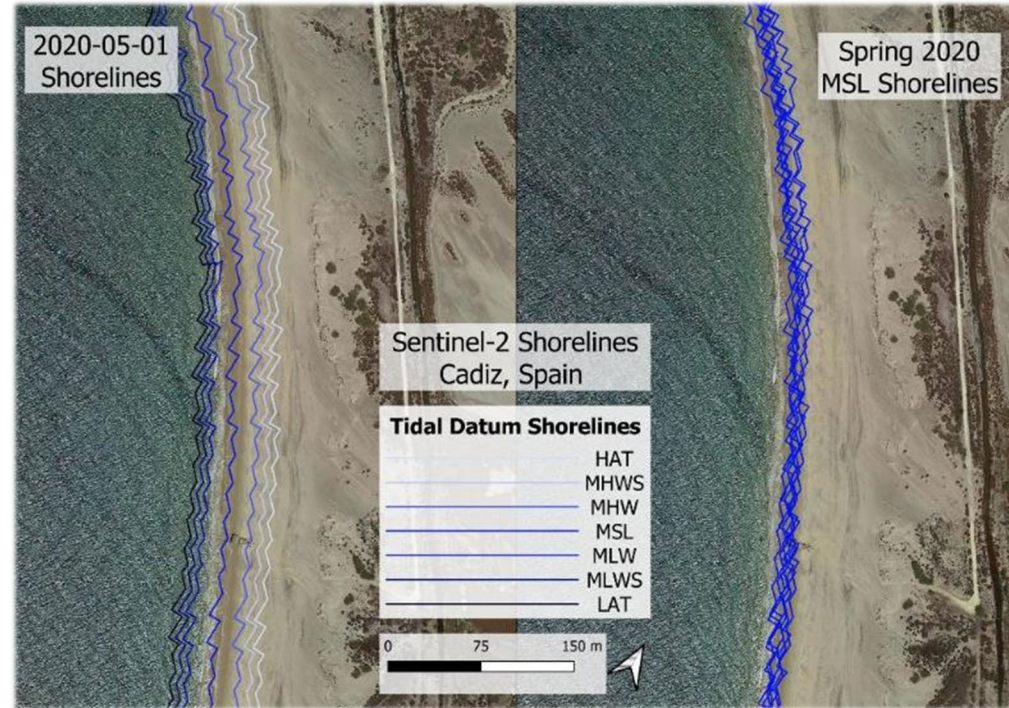 2020-05-01
Shorelines
Spring 2020
MSL Shorelines
Sentinel-2 Shorelines
Cadiz, Spain
Tidal Datum Shorelines
HAT
MHWS
MHW
MSL
MLW
MLWS
LAT
0 75 150 m